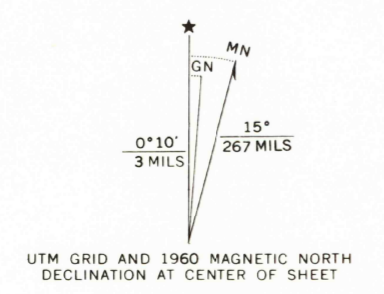 ★
MN
GN
0°10′
3 MILS
15°
267 MILS
UTM GRID AND 1960 MAGNETIC NORTH
DECLINATION AT CENTER OF SHEET